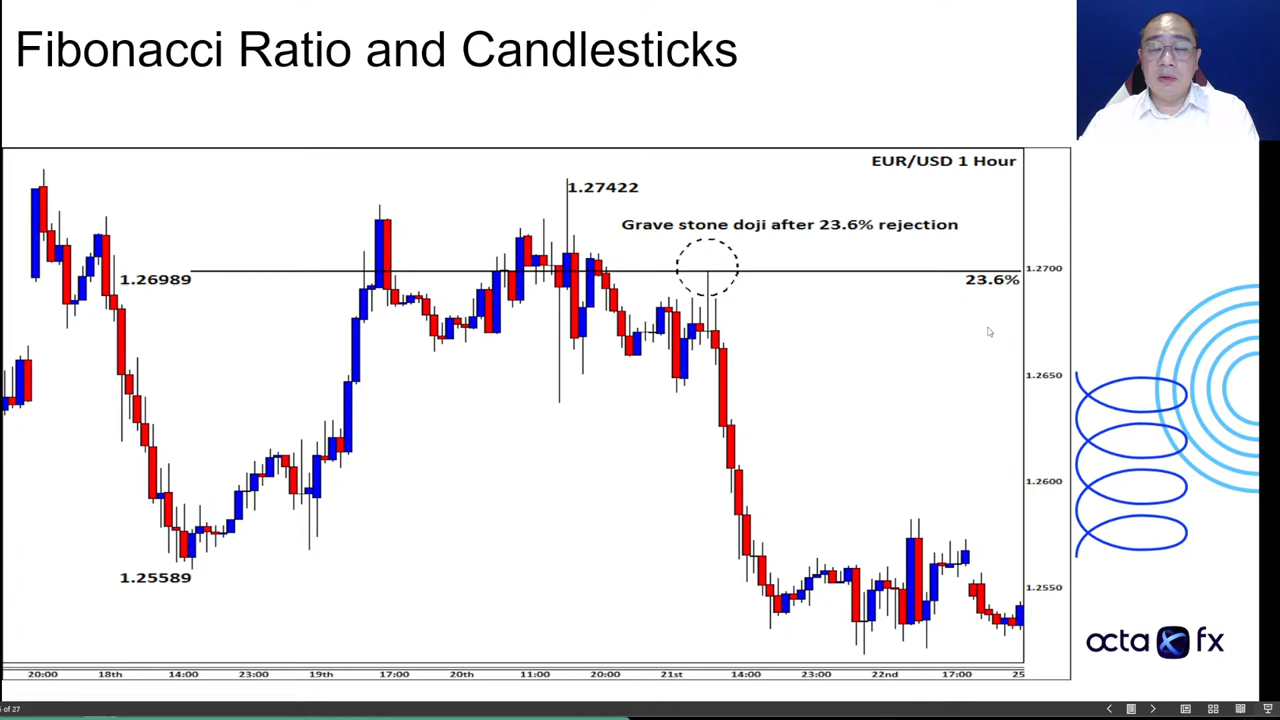 Fibonacci Ratio and Candlesticks
EUR/USD 1 Hour
1.27422
Grave stone doji after 23.6% rejection
1.26989
23.6%
1.2700
1.2650
1.2600
1.25589
1.2550
octa fx
20:00 18th 14:00 23:00 19th 17:00 20th 11:00 20:00 21st 14:00 23:00 22nd 17:00 25
of 27